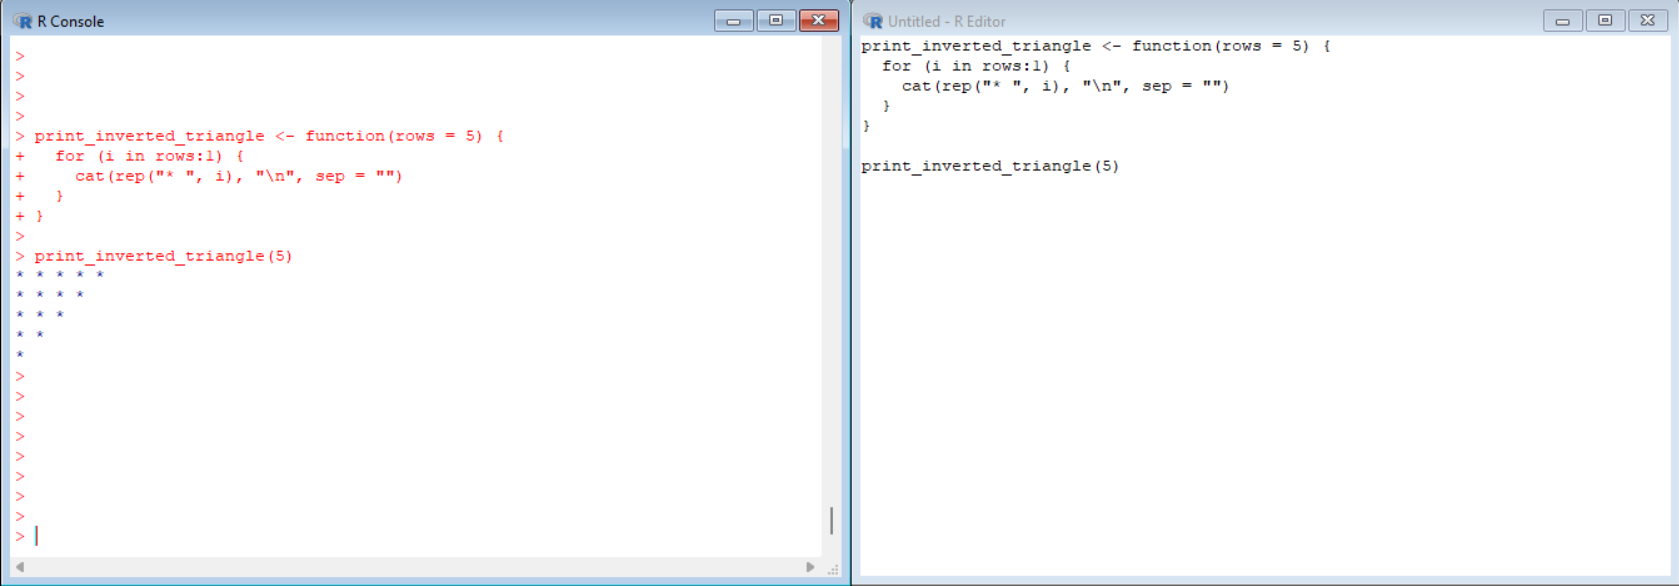 R Console
>
>
>
>
> print_inverted_triangle <- function(rows = 5) {
+   for (i in rows:1) {
+     cat(rep("* ", i), "\n", sep = "")
+   }
+ }
>
> print_inverted_triangle(5)
* * * * *
* * * *
* * *
* *
*
>
>
>
>
>
>
>
>
>
Untitled - R Editor
print_inverted_triangle <- function(rows = 5) {
  for (i in rows:1) {
    cat(rep("* ", i), "\n", sep = "")
  }
}
print_inverted_triangle(5)